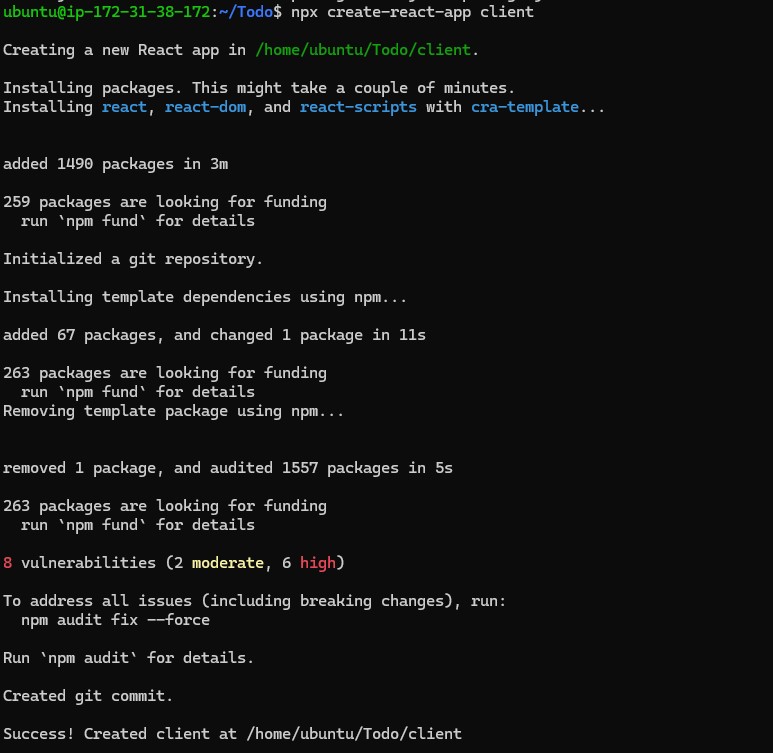 ubuntu@ip-172-31-38-172:~/Todo$ npx create-react-app client
Creating a new React app in /home/ubuntu/Todo/client.
Installing packages. This might take a couple of minutes.
Installing react, react-dom, and react-scripts with cra-template...
added 1490 packages in 3m
259 packages are looking for funding
run `npm fund` for details
Initialized a git repository.
Installing template dependencies using npm...
added 67 packages, and changed 1 package in 11s
263 packages are looking for funding
run `npm fund` for details
Removing template package using npm...
removed 1 package, and audited 1557 packages in 5s
263 packages are looking for funding
run `npm fund` for details
8 vulnerabilities (2 moderate, 6 high)
To address all issues (including breaking changes), run:
npm audit fix --force
Run `npm audit` for details.
Created git commit.
Success! Created client at /home/ubuntu/Todo/client